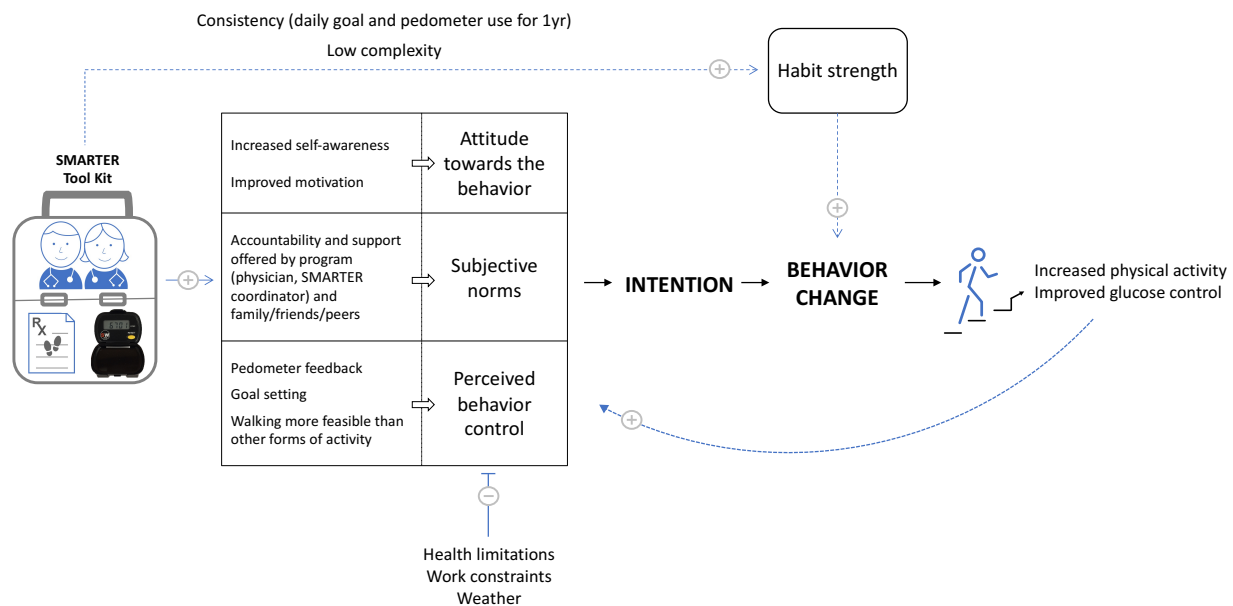 Consistency (daily goal and pedometer use for 1yr)
Low complexity
Habit strength
SMARTER
Tool Kit
Rx
Increased self-awareness
Improved motivation
Attitude
towards the
behavior
Accountability and support
offered by program
(physician, SMARTER
coordinator) and
family/friends/peers
Subjective
norms
Pedometer feedback
Goal setting
Walking more feasible than
other forms of activity
Perceived
behavior
control
INTENTION
BEHAVIOR
CHANGE
Increased physical activity
Improved glucose control
Health limitations
Work constraints
Weather